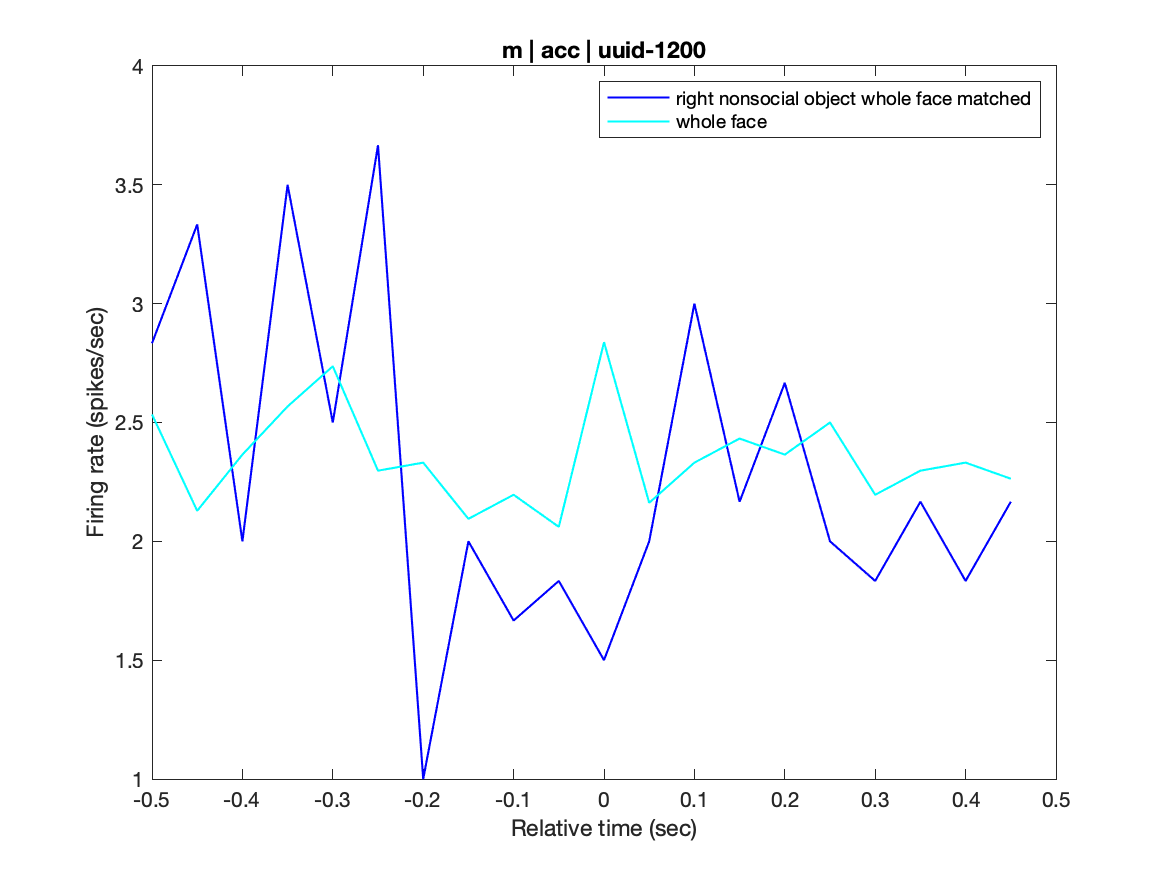 m | acc | uuid-1200
right nonsocial object whole face matched
whole face
4
3.5
3
2.5
2
1.5
1
Firing rate (spikes/sec)
-0.5 -0.4 -0.3 -0.2 -0.1 0 0.1 0.2 0.3 0.4 0.5
Relative time (sec)